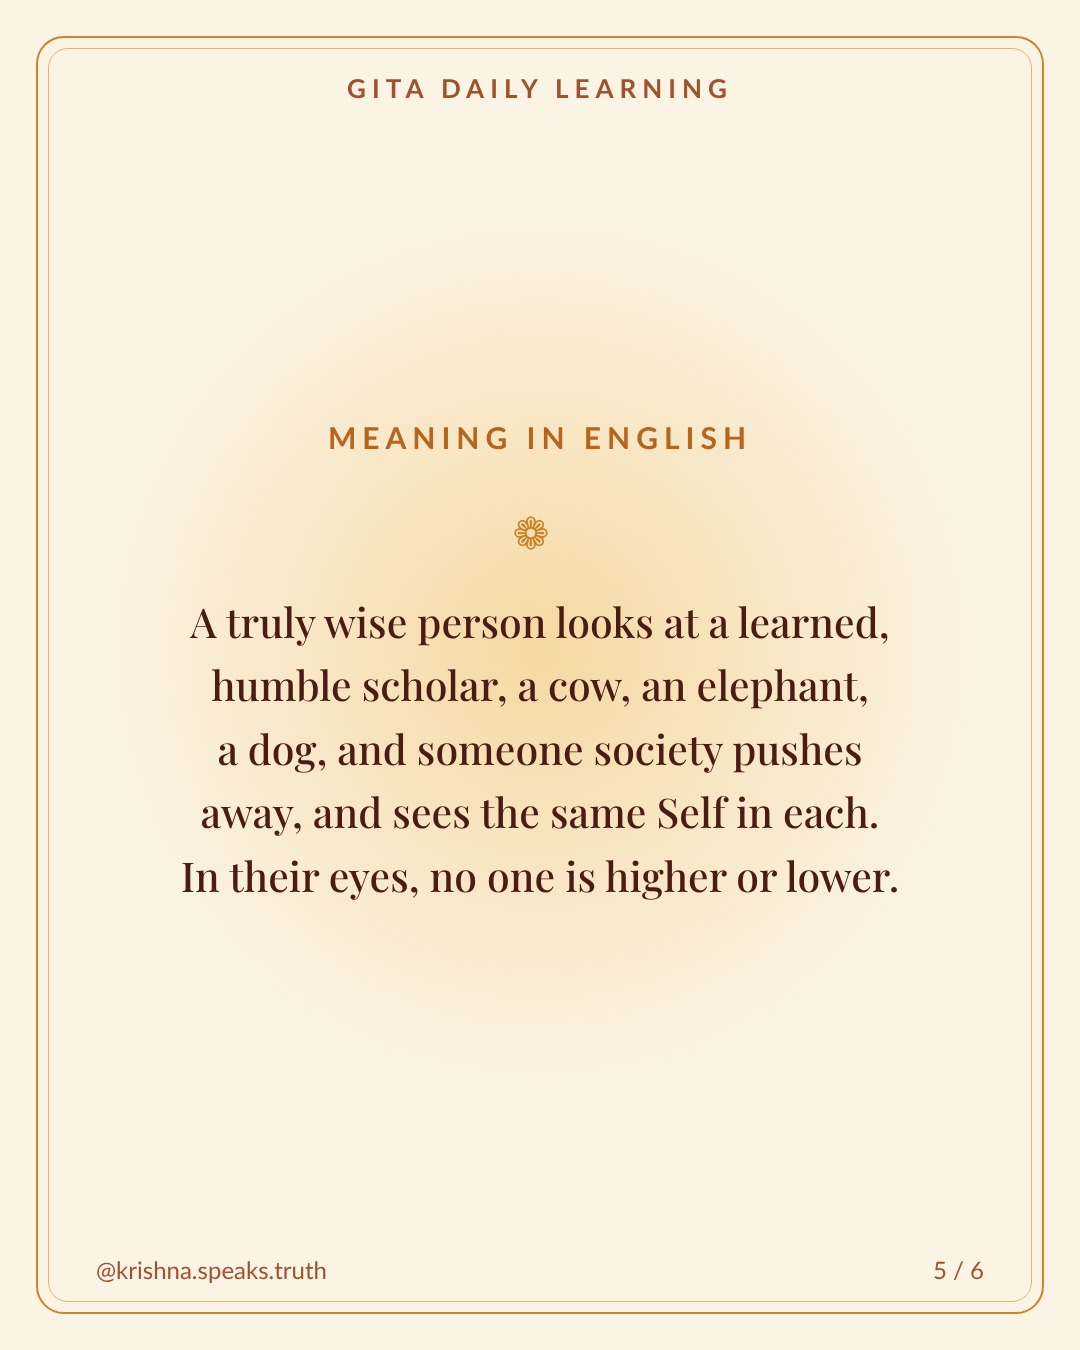 GITA DAILY LEARNING
MEANING IN ENGLISH
A truly wise person looks at a learned,
humble scholar, a cow, an elephant,
a dog, and someone society pushes
away, and sees the same Self in each.
In their eyes, no one is higher or lower.
@krishna.speaks.truth
5 / 6